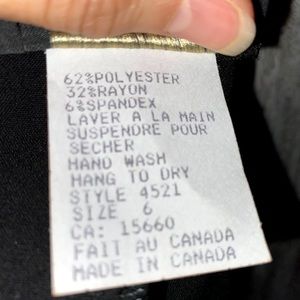 62%POLYESTER
32%RAYON
6%SPANDEX
LAVER A LA MAIN
SUSPENDRE POUR
SECHER
HAND WASH
HANG TO DRY
STYLE 4521
SIZE 6
CA: 15660
FAIT AU CANADA
MADE IN CANADA